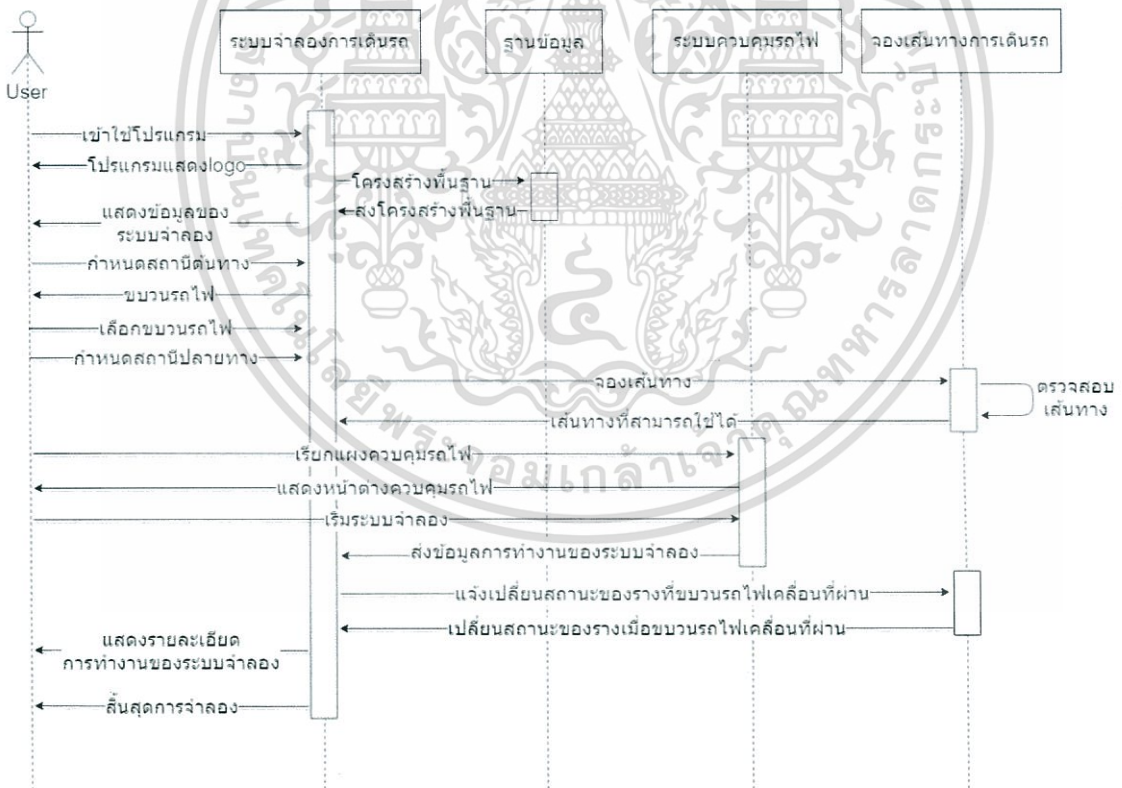 ระบบจำลองการเดินรถ
ฐานข้อมูล
ระบบควบคุมรถไฟ
จองเส้นทางการเดินรถ
User
เข้าใช้โปรแกรม
โปรแกรมแสดงlogo
โครงสร้างพื้นฐาน
ส่งโครงสร้างพื้นฐาน
แสดงข้อมูลของ
ระบบจำลอง
กำหนดสถานีต้นทาง
ขบวนรถไฟ
เลือกขบวนรถไฟ
กำหนดสถานีปลายทาง
จองเส้นทาง
ตรวจสอบ
เส้นทาง
เส้นทางที่สามารถใช้ได้
เรียกแผงควบคุมรถไฟ
แสดงหน้าต่างควบคุมรถไฟ
เริ่มระบบจำลอง
ส่งข้อมูลการทำงานของระบบจำลอง
แจ้งเปลี่ยนสถานะของรางที่ขบวนรถไฟเคลื่อนที่ผ่าน
เปลี่ยนสถานะของรางเมื่อขบวนรถไฟเคลื่อนที่ผ่าน
แสดงรายละเอียด
การทำงานของระบบจำลอง
สิ้นสุดการจำลอง